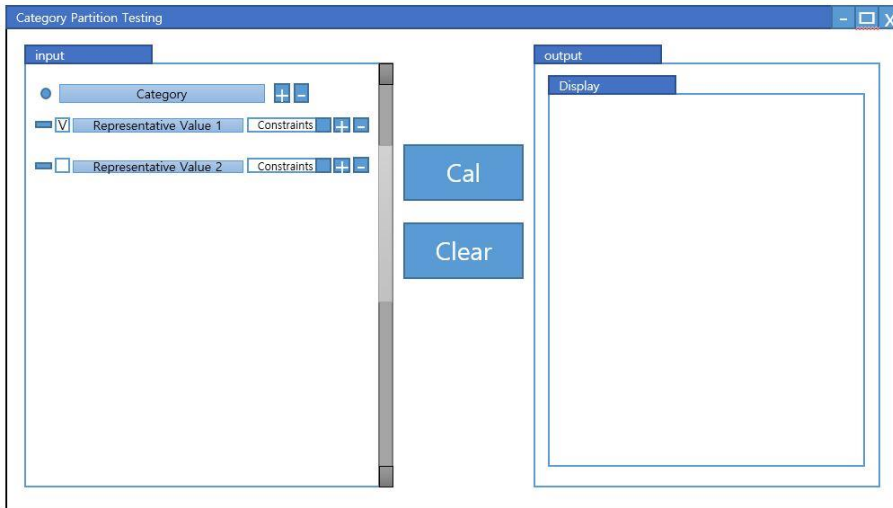 Category Partition Testing
- X
input
Category + -
V Representative Value 1 Constraints + -
Representative Value 2 Constraints + -
Cal
Clear
output
Display